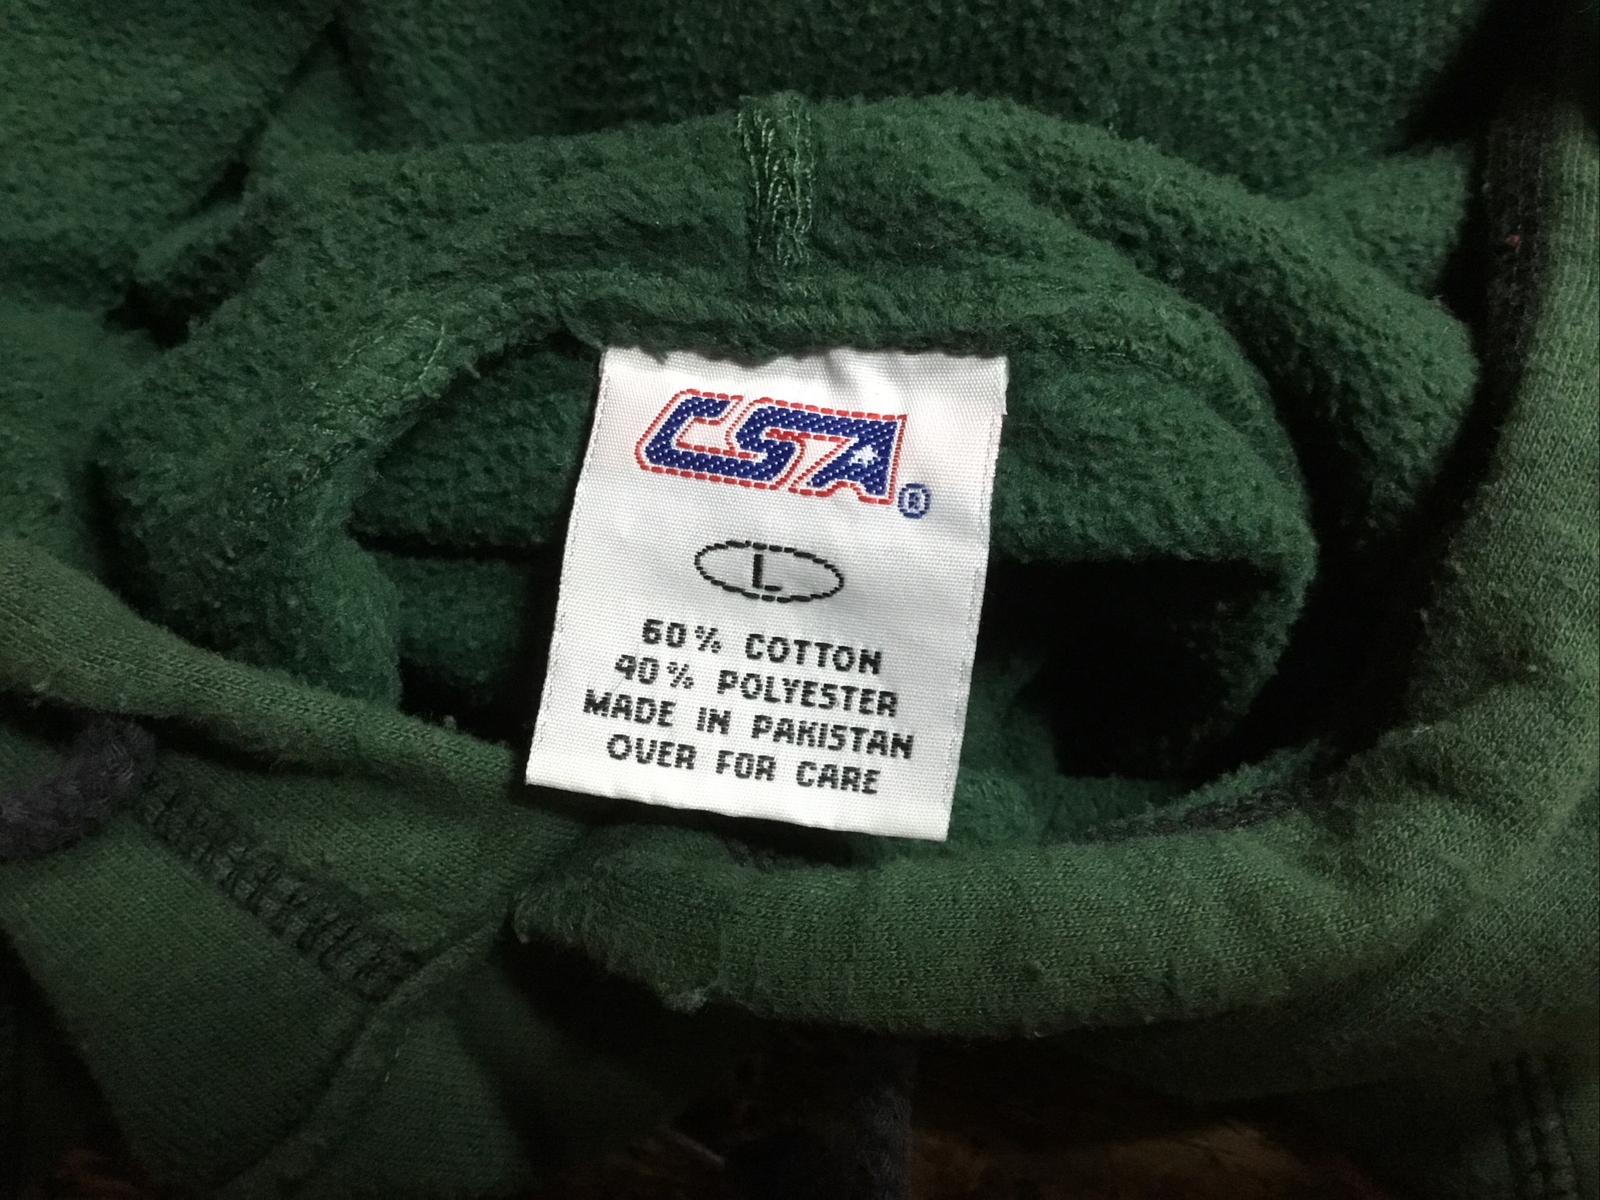 CSA®
L
60% COTTON
40% POLYESTER
MADE IN PAKISTAN
OVER FOR CARE